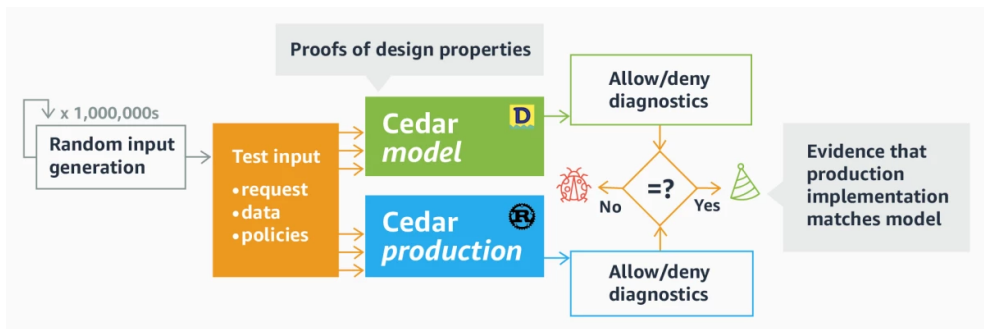 Proofs of design properties
x 1,000,000s
Random input
generation
Test input
•request
•data
•policies
Cedar
model
D
Cedar
production
R
Allow/deny
diagnostics
=?
No
Yes
Allow/deny
diagnostics
Evidence that
production
implementation
matches model